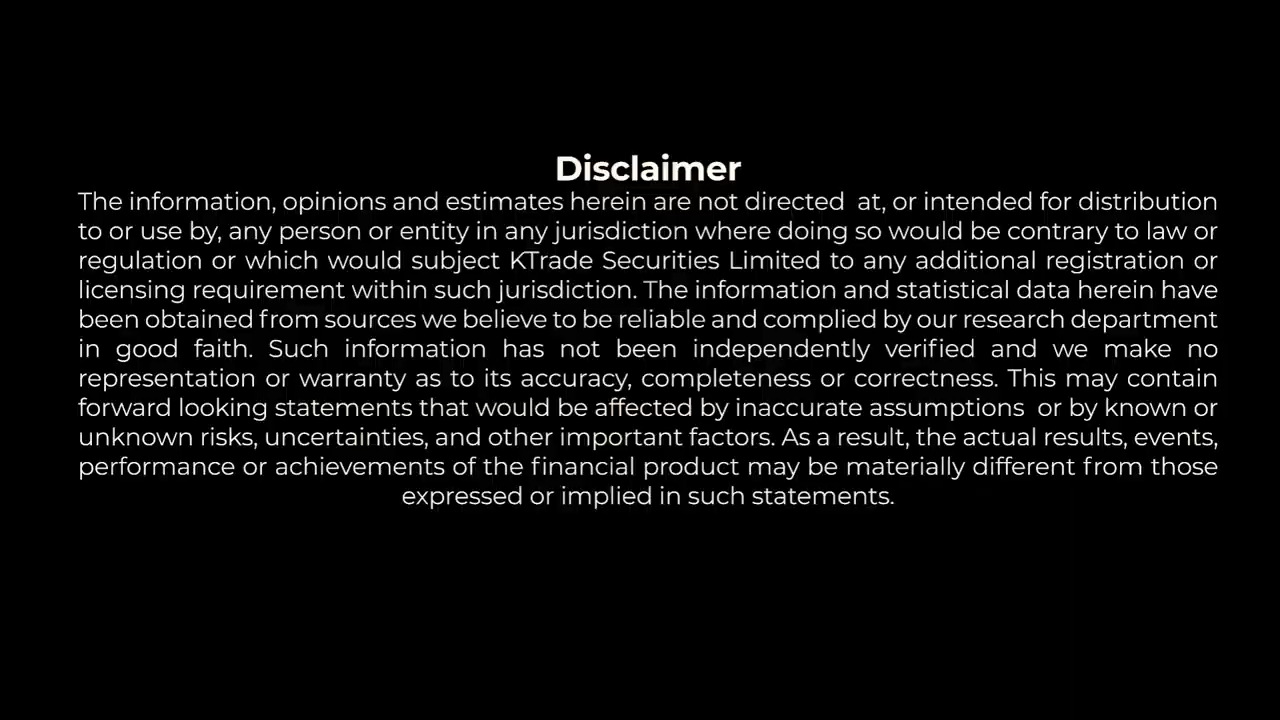 Disclaimer
The information, opinions and estimates herein are not directed at, or intended for distribution
to or use by, any person or entity in any jurisdiction where doing so would be contrary to law or
regulation or which would subject KTrade Securities Limited to any additional registration or
licensing requirement within such jurisdiction. The information and statistical data herein have
been obtained from sources we believe to be reliable and complied by our research department
in good faith. Such information has not been independently verified and we make no
representation or warranty as to its accuracy, completeness or correctness. This may contain
forward looking statements that would be affected by inaccurate assumptions or by known or
unknown risks, uncertainties, and other important factors. As a result, the actual results, events,
performance or achievements of the financial product may be materially different from those
expressed or implied in such statements.